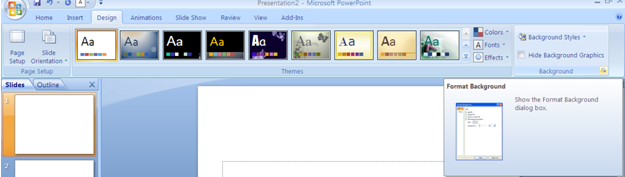 Presentation2 - Microsoft PowerPoint
Home Insert Design Animations Slide Show Review View Add-Ins
Aa Aa Aa Aa Aa Aa Aa Aa Aa
Colors
Fonts
Effects
Background Styles
Hide Background Graphics
Page Setup
Slide Orientation
Page Setup Themes Background
Slides Outline
Format Background
Show the Format Background
dialog box.
1
2